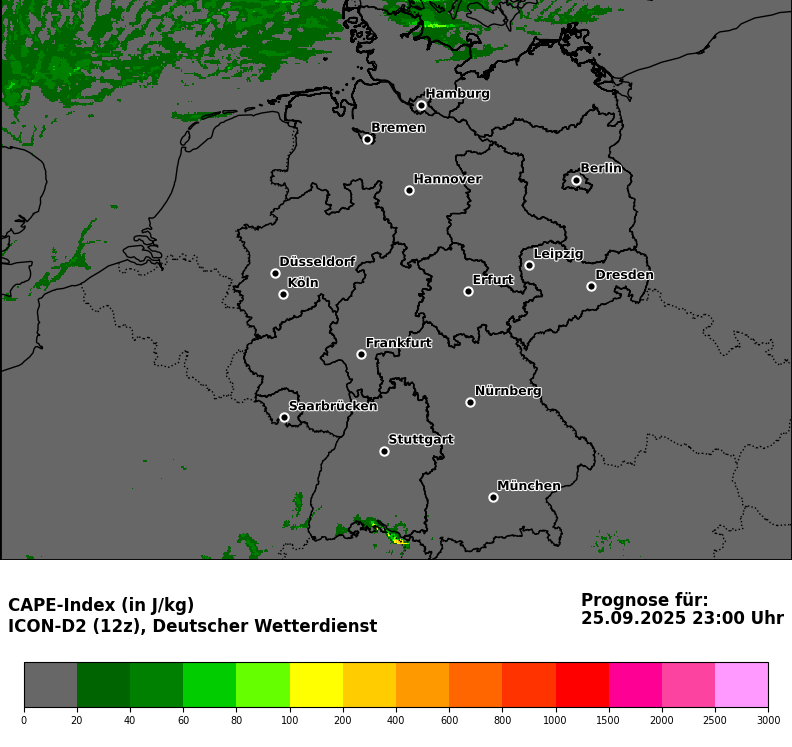 Hamburg
Bremen
Berlin
Hannover
Leipzig
Düsseldorf
Dresden
Köln
Erfurt
Frankfurt
Nürnberg
Saarbrücken
Stuttgart
München
CAPE-Index (in J/kg)
ICON-D2 (12z), Deutscher Wetterdienst
Prognose für:
25.09.2025 23:00 Uhr
0 20 40 60 80 100 200 400 600 800 1000 1500 2000 2500 3000